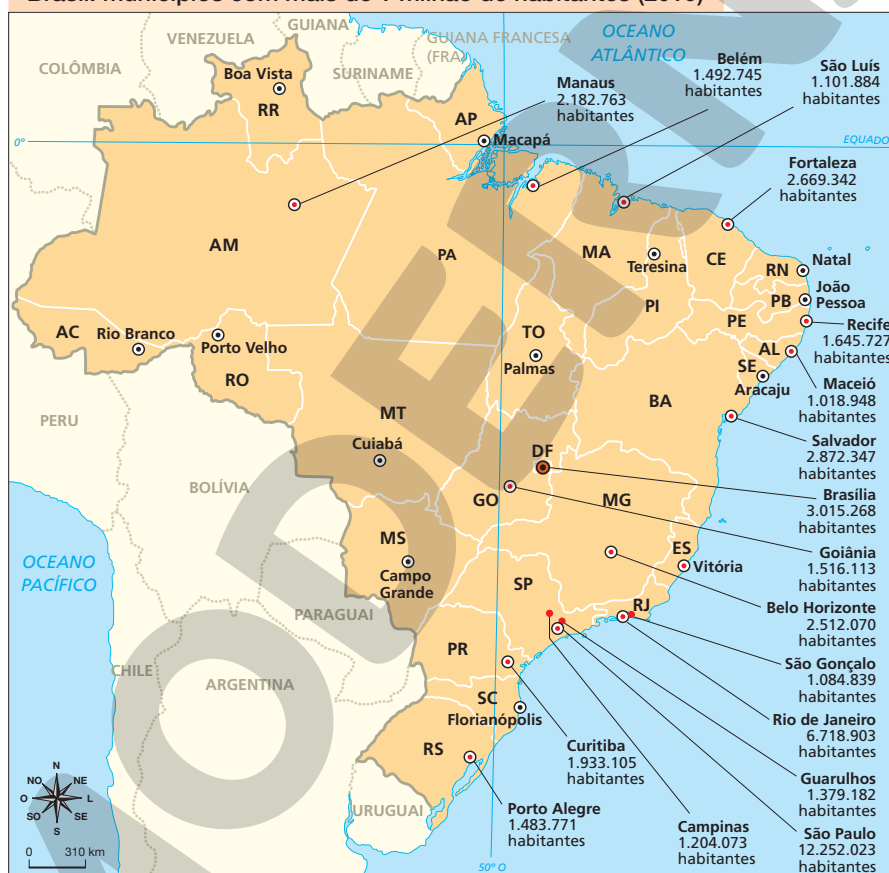 Brasil: municípios com mais de 1 milhão de habitantes (2019)
GUIANA
VENEZUELA
GUIANA FRANCESA
(FRA)
SURINAME
COLÔMBIA
OCEANO
ATLÂNTICO
Boa Vista
RR
AP
Macapá
Manaus
2.182.763
habitantes
Belém
1.492.745
habitantes
São Luís
1.101.884
habitantes
0°
EQUADO
Fortaleza
2.669.342
habitantes
AM
PA
MA
Teresina
CE
RN
Natal
PB
João
Pessoa
PI
PE
Recife
1.645.727
habitantes
AC
Rio Branco
Porto Velho
RO
TO
Palmas
AL
SE
Aracaju
Maceió
1.018.948
habitantes
BA
MT
Cuiabá
PERU
BOLÍVIA
Salvador
2.872.347
habitantes
DF
Brasília
3.015.268
habitantes
GO
MG
Goiânia
1.516.113
habitantes
MS
Campo
Grande
ES
Vitória
OCEANO
PACÍFICO
SP
RJ
Belo Horizonte
2.512.070
habitantes
PARAGUAI
PR
São Gonçalo
1.084.839
habitantes
CHILE
ARGENTINA
SC
Florianópolis
Rio de Janeiro
6.718.903
habitantes
RS
Curitiba
1.933.105
habitantes
Guarulhos
1.379.182
habitantes
URUGUAI
Porto Alegre
1.483.771
habitantes
Campinas
1.204.073
habitantes
São Paulo
12.252.023
habitantes
N
NO
NE
O
L
SO
SE
S
0 310 km
50° O
MODERNA